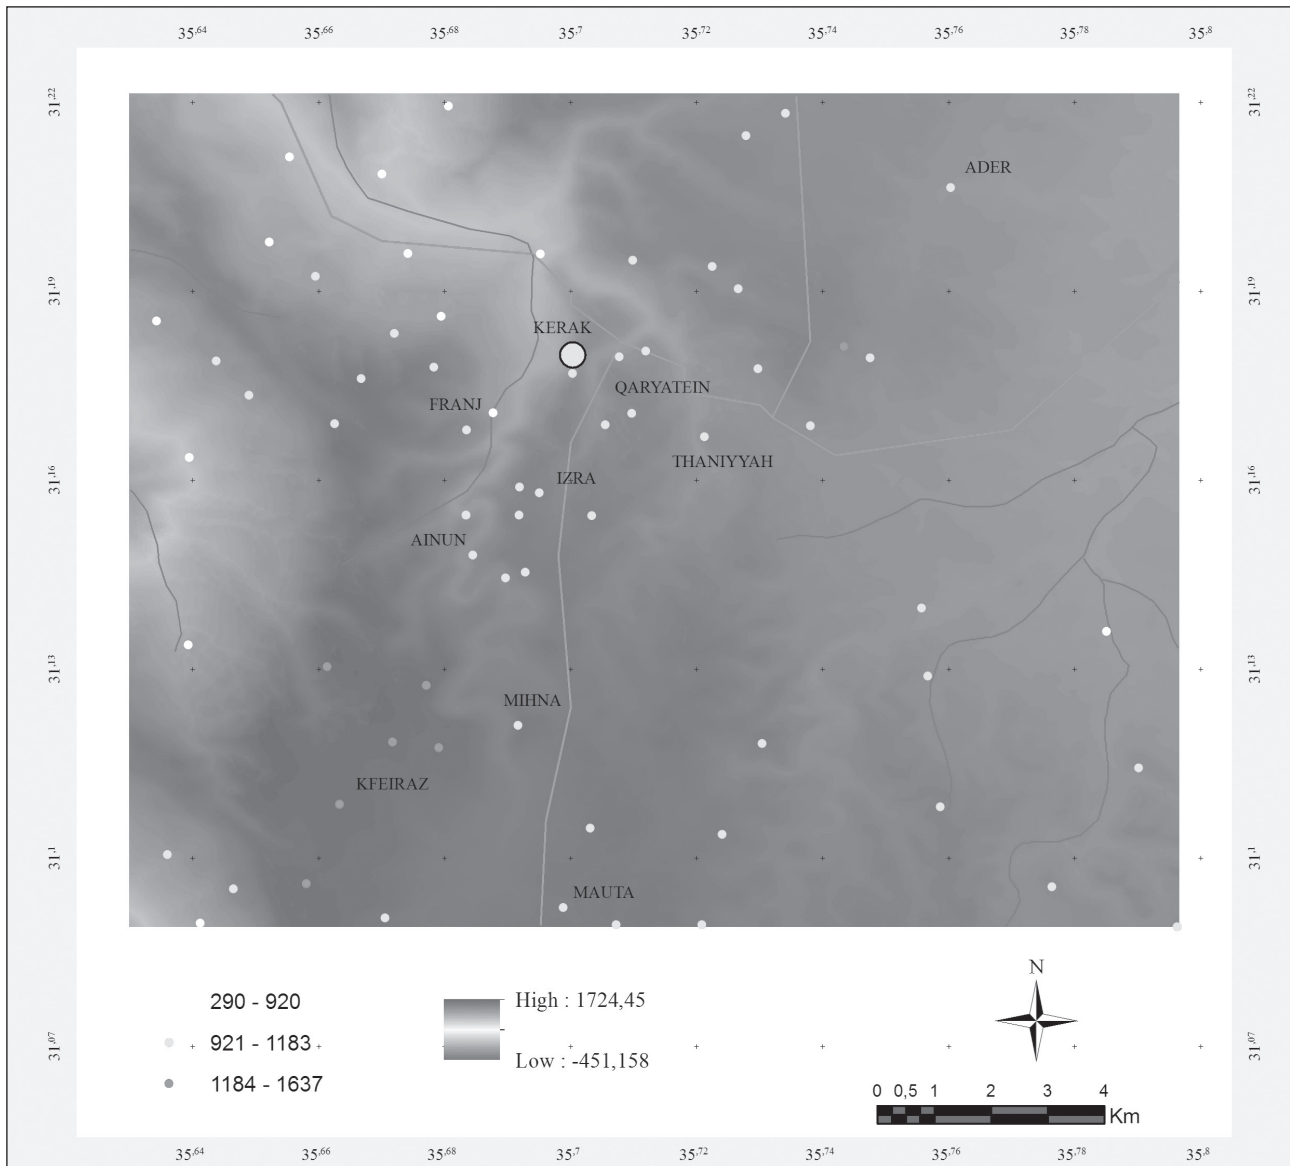 35,64 35,66 35,68 35,7 35,72 35,74 35,76 35,78 35,8
31,22 31,22
ADER
31,19 31,19
KERAK
QARYATEIN
FRANJ
THANIYYAH
31,16 IZRA 31,16
AINUN
31,13 31,13
MIHNA
KFEIRAZ
31,1 31,1
MAUTA
N
290 - 920 High : 1724,45
921 - 1183
31,07 31,07
Low : -451,158
1184 - 1637
0 0,5 1 2 3 4
Km
35,64 35,66 35,68 35,7 35,72 35,74 35,76 35,78 35,8